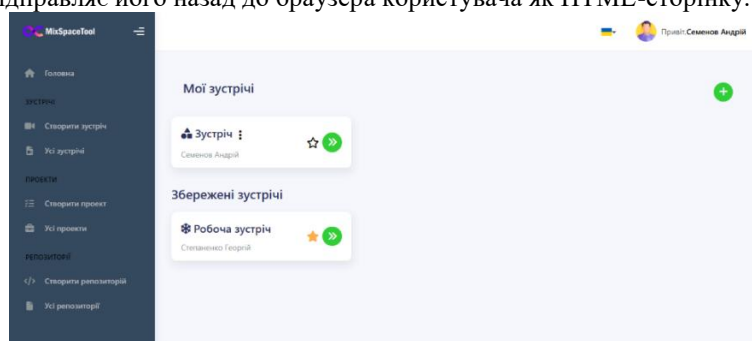 відправляє його назад до браузера користувача як HTML-сторінку.
MixSpaceTool
Привіт,Семенов Андрій
Головна
ЗУСТРІЧІ
Створити зустріч
Усі зустрічі
ПРОЕКТИ
Створити проект
Усі проекти
РЕПОЗИТОРІЇ
Створити репозиторій
Усі репозиторії
Мої зустрічі
Зустріч
Семенов Андрій
Збережені зустрічі
Робоча зустріч
Степаненко Георгій